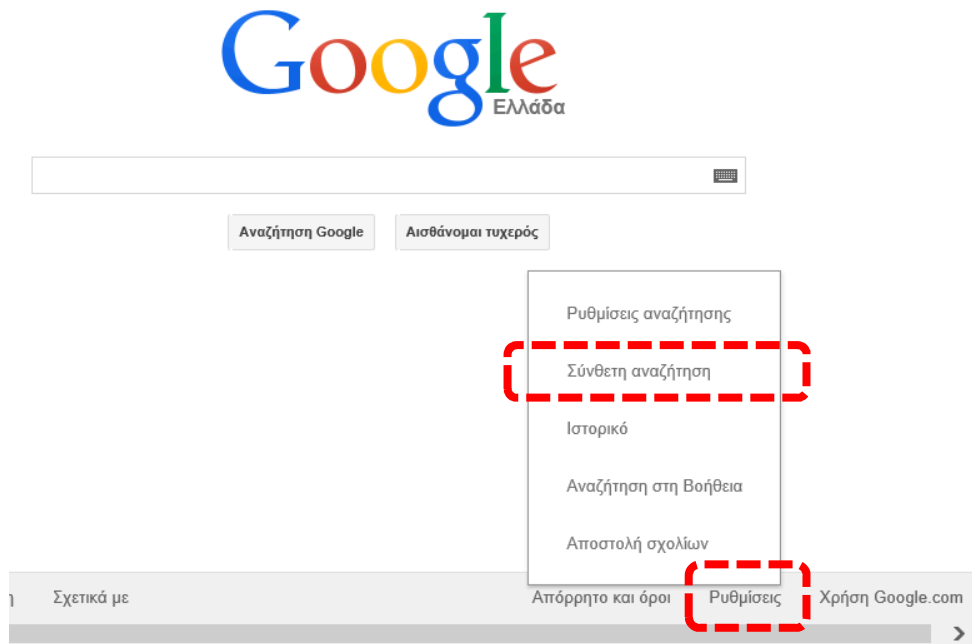 Google
Ελλάδα
Αναζήτηση Google
Αισθάνομαι τυχερός
Ρυθμίσεις αναζήτησης
Σύνθετη αναζήτηση
Ιστορικό
Αναζήτηση στη Βοήθεια
Αποστολή σχολίων
Σχετικά με
Απόρρητο και όροι
Ρυθμίσεις
Χρήση Google.com